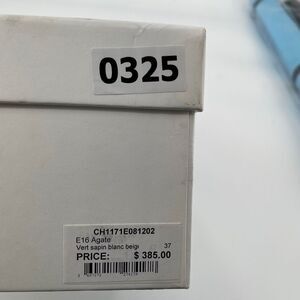 0325
CH1171E081202
E16 Agate
Vert sapin blanc beige 37
PRICE: $ 385.00